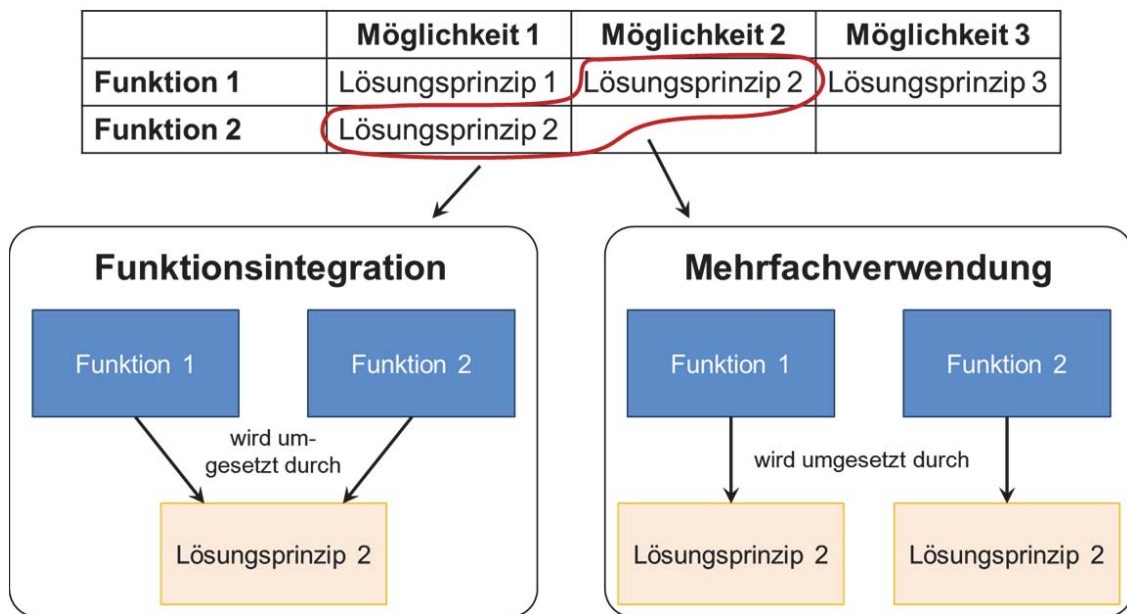 Möglichkeit 1 Möglichkeit 2 Möglichkeit 3
Funktion 1 Lösungsprinzip 1 Lösungsprinzip 2 Lösungsprinzip 3
Funktion 2 Lösungsprinzip 2
Funktionsintegration
Funktion 1 Funktion 2
wird um-
gesetzt durch
Lösungsprinzip 2
Mehrfachverwendung
Funktion 1 Funktion 2
wird umgesetzt durch
Lösungsprinzip 2 Lösungsprinzip 2